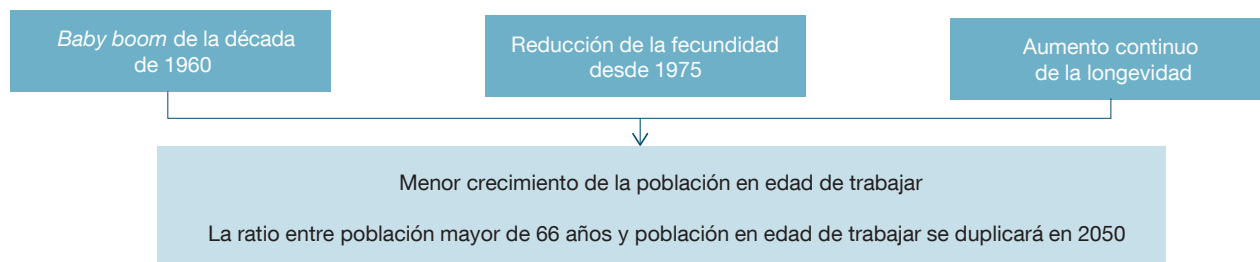 Baby boom de la década
de 1960
Reducción de la fecundidad
desde 1975
Aumento continuo
de la longevidad
Menor crecimiento de la población en edad de trabajar
La ratio entre población mayor de 66 años y población en edad de trabajar se duplicará en 2050